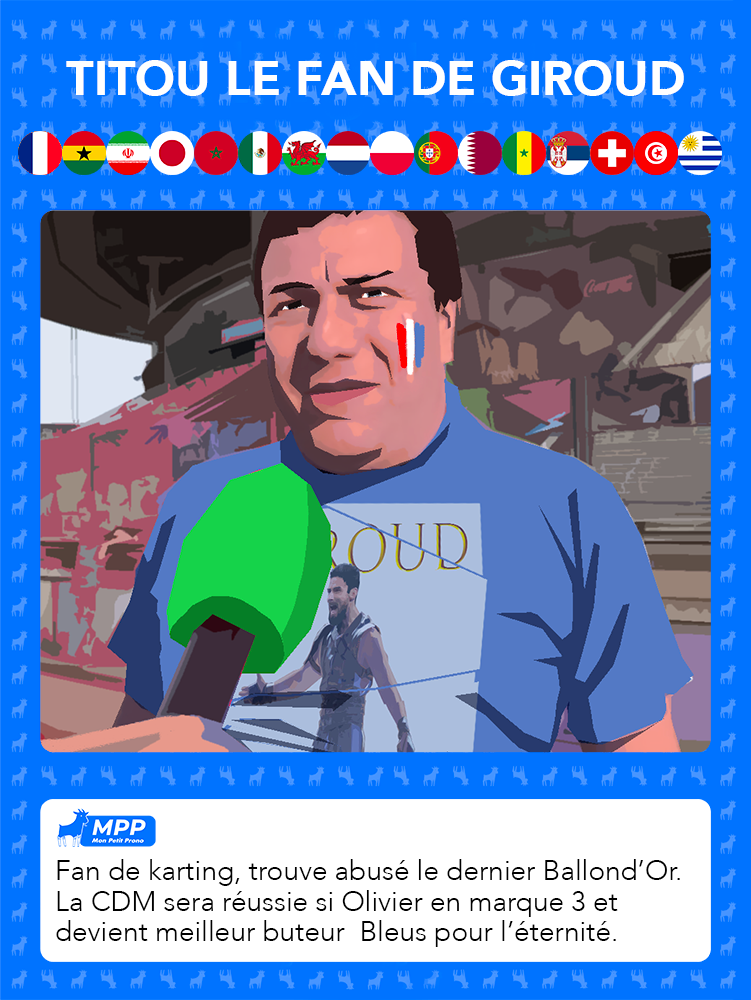 TITOU LE FAN DE GIROUD
ROUD
MPP
Mon Petit Prono
Fan de karting, trouve abusé le dernier Ballond’Or.
La CDM sera réussie si Olivier en marque 3 et
devient meilleur buteur  Bleus pour l’éternité.